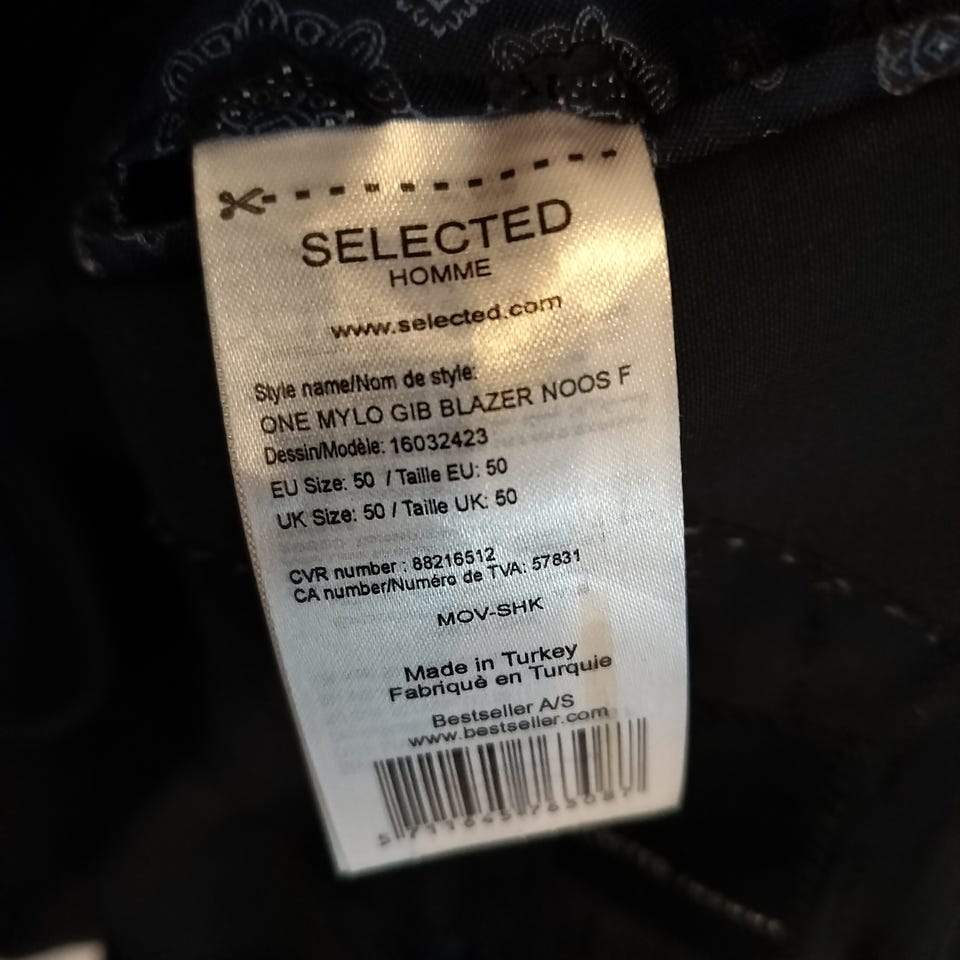 SELECTED
HOMME
www.selected.com
Style name/Nom de style:
ONE MYLO GIB BLAZER NOOS F
Dessin/Modèle: 16032423
EU Size: 50 / Taille EU: 50
UK Size: 50 / Taille UK: 50
CVR number : 88216512
CA number/Numéro de TVA: 57831
MOV-SHK
Made in Turkey
Fabriquè en Turquie
Bestseller A/S
www.bestseller.com